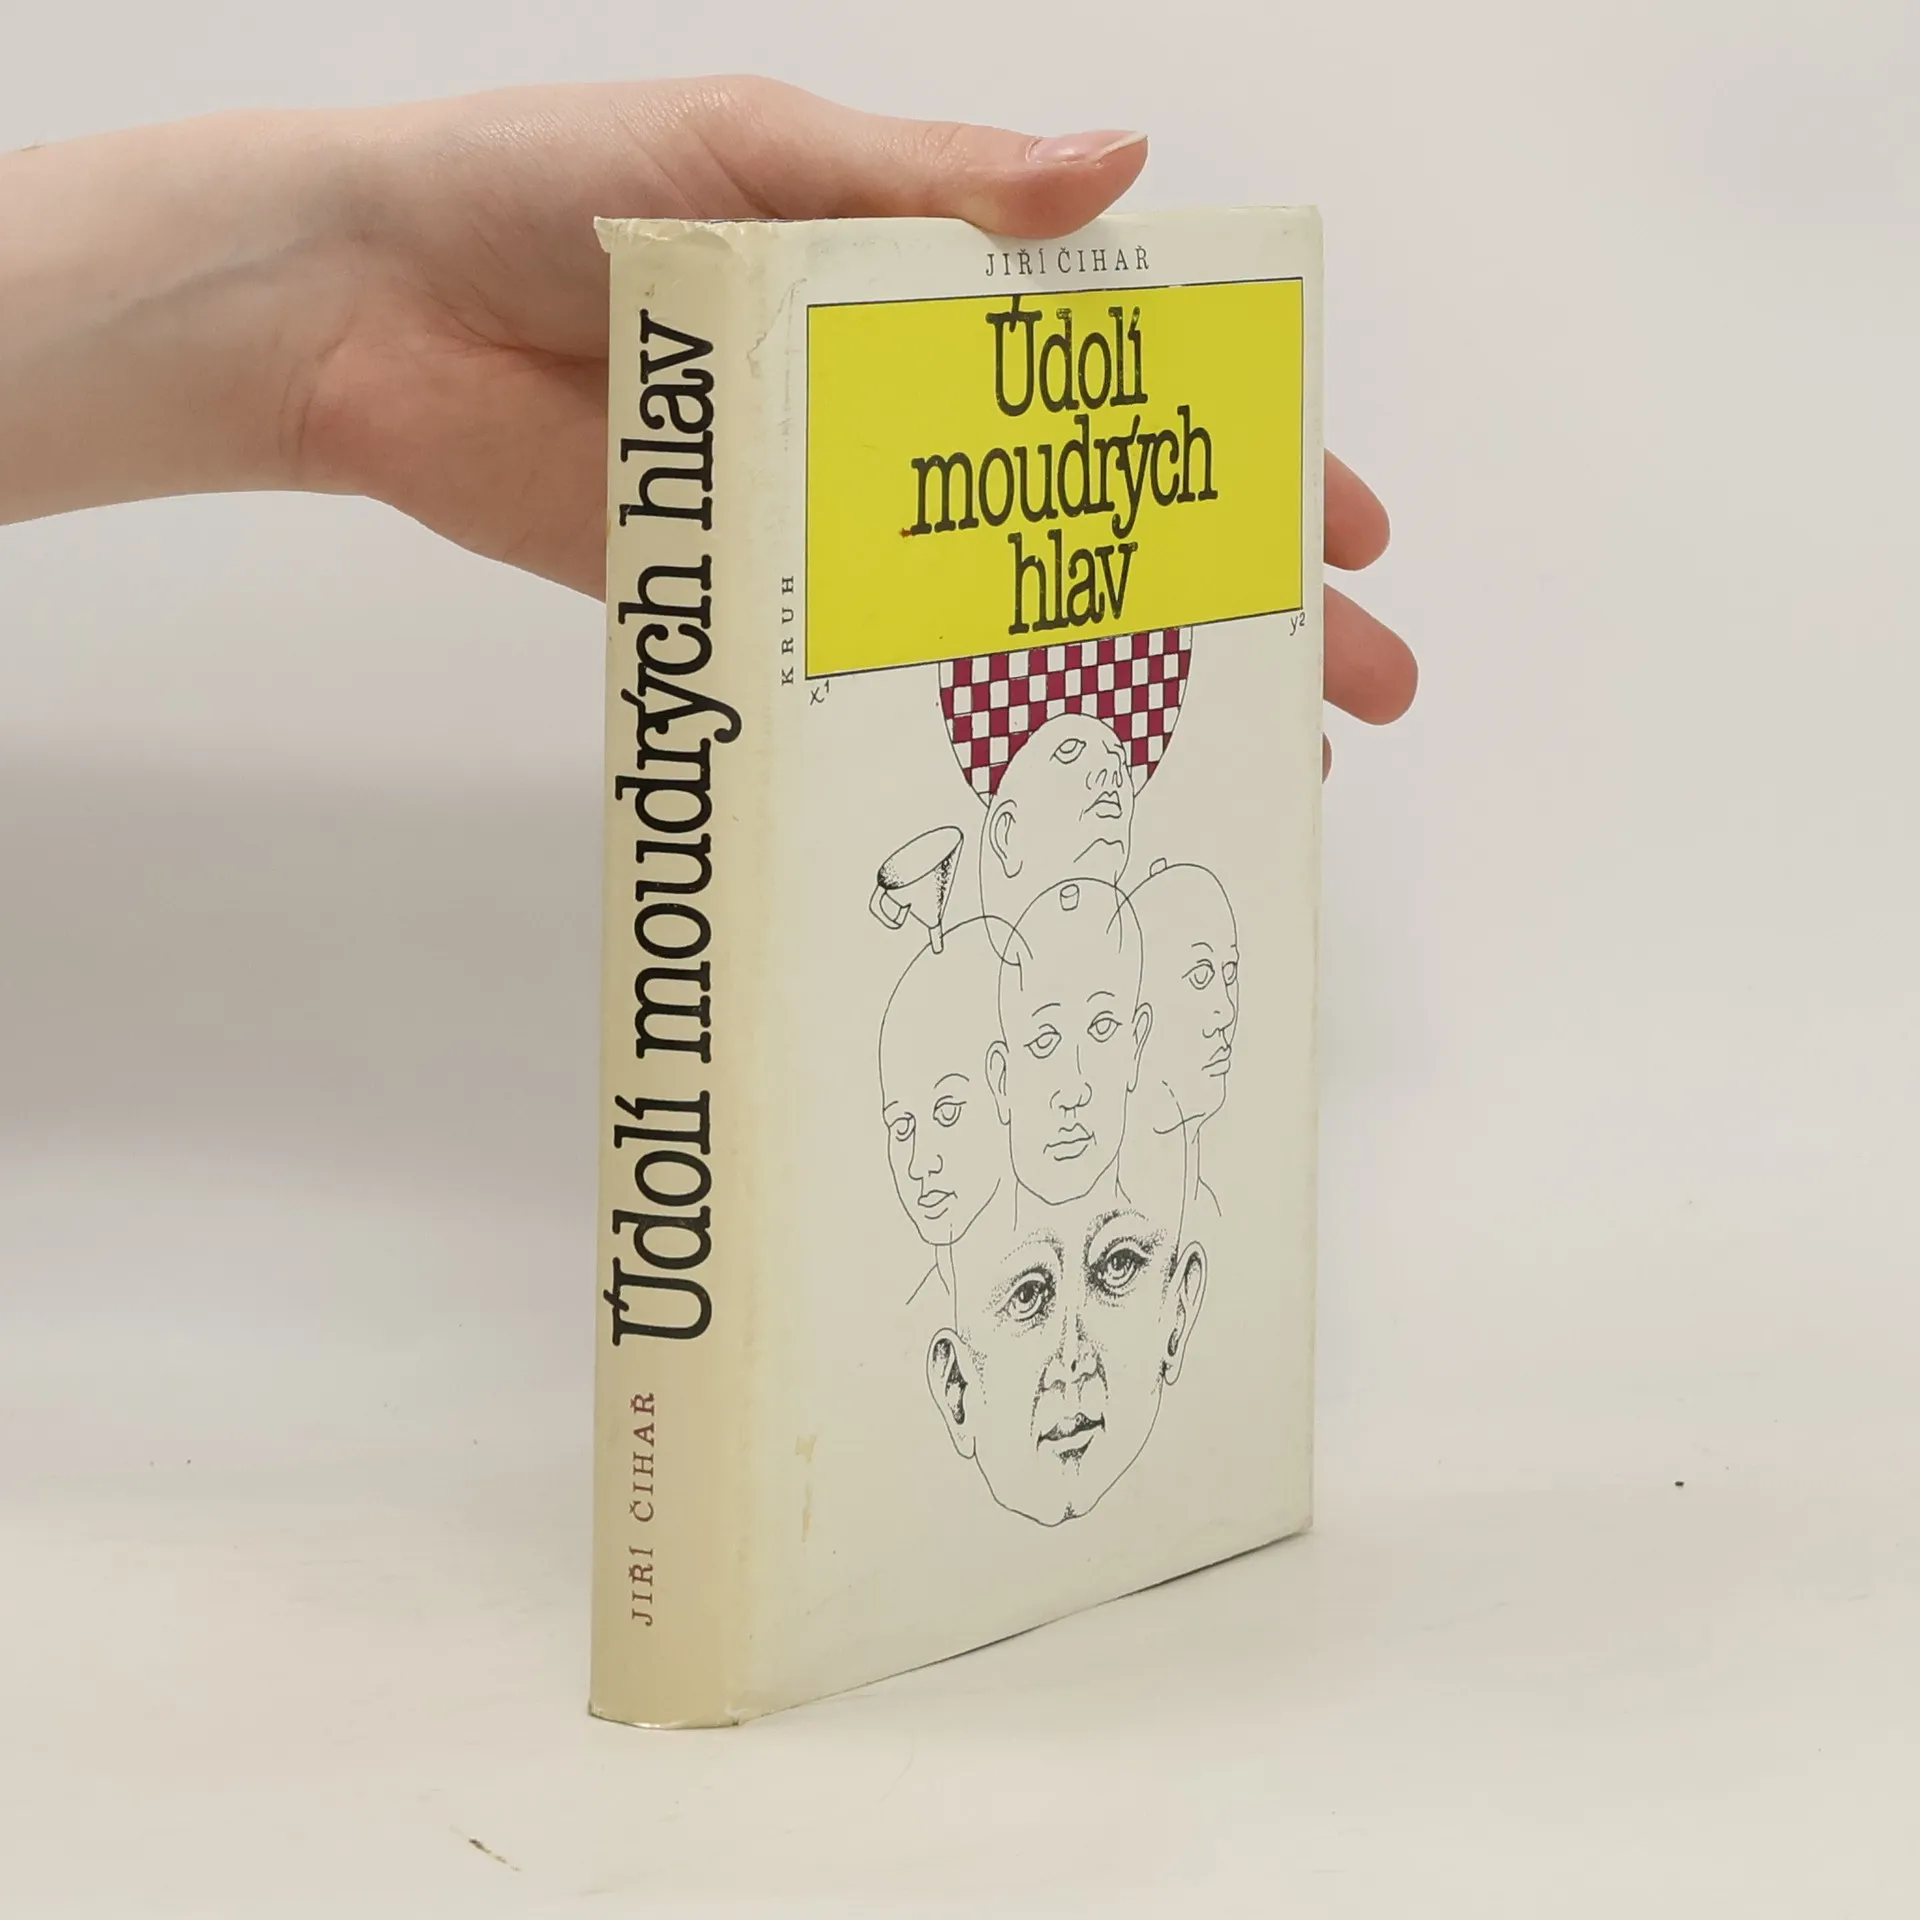 JIŘÍ ČIHAŘ
Údolí
moudrých
hlav
KRUH
x1
y2
Údolí moudrých hlav
JIŘÍ ČIHAŘ